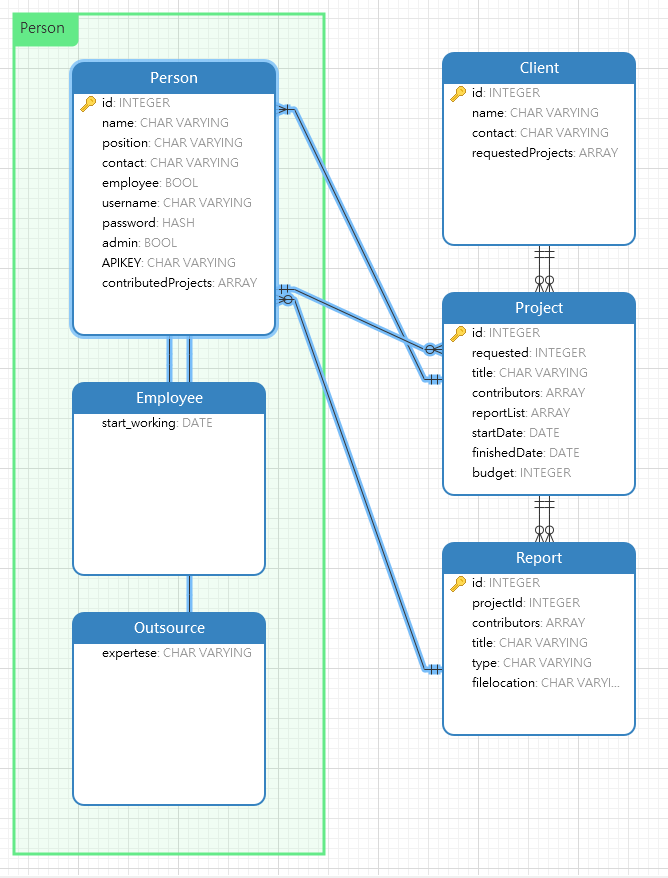 Person
Person
id: INTEGER
name: CHAR VARYING
position: CHAR VARYING
contact: CHAR VARYING
employee: BOOL
username: CHAR VARYING
password: HASH
admin: BOOL
APIKEY: CHAR VARYING
contributedProjects: ARRAY
Employee
start_working: DATE
Outsource
expertese: CHAR VARYING
Client
id: INTEGER
name: CHAR VARYING
contact: CHAR VARYING
requestedProjects: ARRAY
Project
id: INTEGER
requested: INTEGER
title: CHAR VARYING
contributors: ARRAY
reportList: ARRAY
startDate: DATE
finishedDate: DATE
budget: INTEGER
Report
id: INTEGER
projectId: INTEGER
contributors: ARRAY
title: CHAR VARYING
type: CHAR VARYING
filelocation: CHAR VARYI...